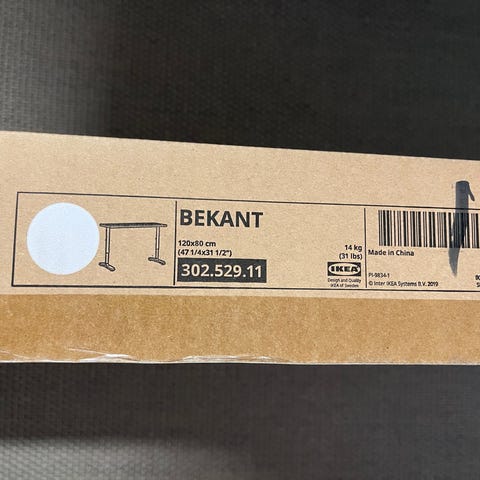 BEKANT
120x80 cm
(47 1/4x31 1/2")
302.529.11
14 kg
(31 lbs)
IKEA
Design and Quality
IKEA of Sweden
Made in China
PI-9834-1
© Inter IKEA Systems B.V. 2019